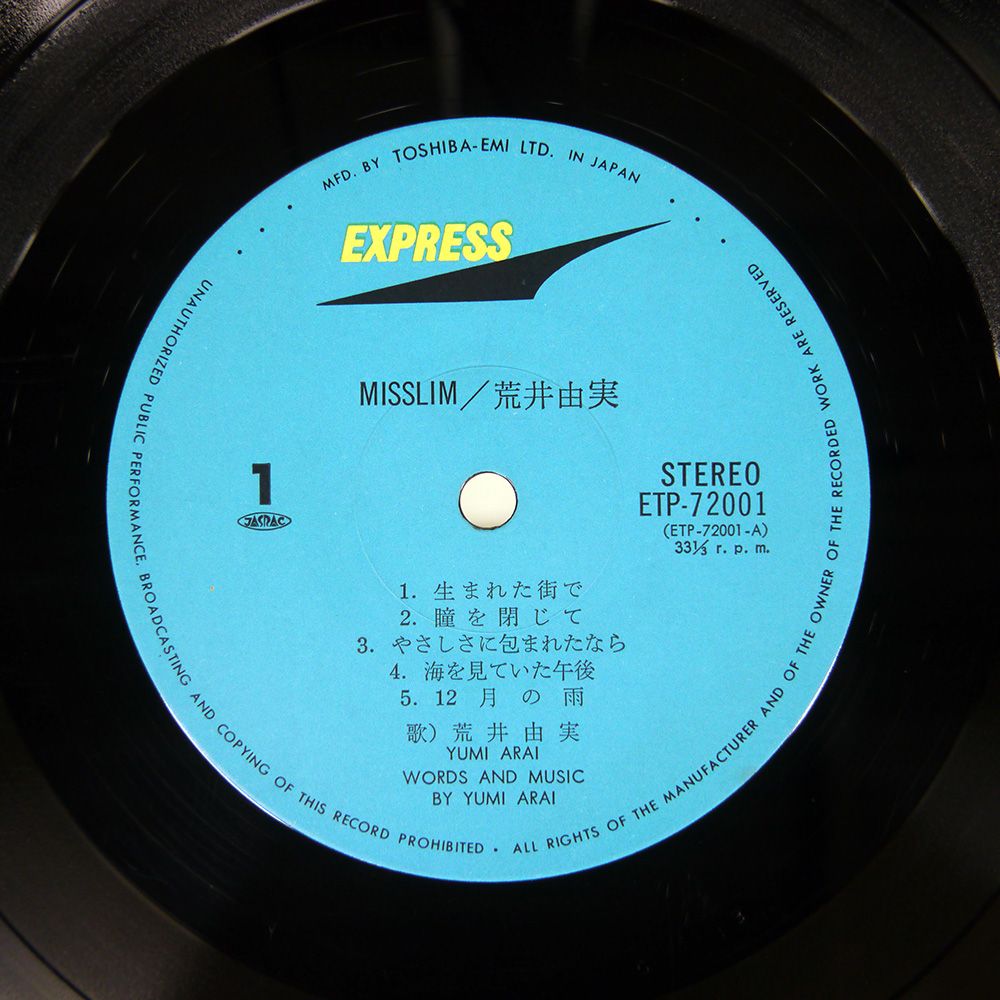 MFD. BY TOSHIBA-EMI LTD. IN JAPAN
EXPRESS
MISSLIM/荒井由実
1
JASRAC
STEREO
ETP-72001
(ETP-72001-A)
33⅓ r. p. m.
1. 生まれた街で
2. 瞳を閉じて
3. やさしさに包まれたなら
4. 海を見ていた午後
5. 12月の雨
歌) 荒井由実
YUMI ARAI
WORDS AND MUSIC
BY YUMI ARAI
UNAUTHORIZED PUBLIC PERFORMANCE, BROADCASTING AND COPYING OF THIS RECORD PROHIBITED • ALL RIGHTS OF THE MANUFACTURER AND OF THE OWNER OF THE RECORDED WORK ARE RESERVED